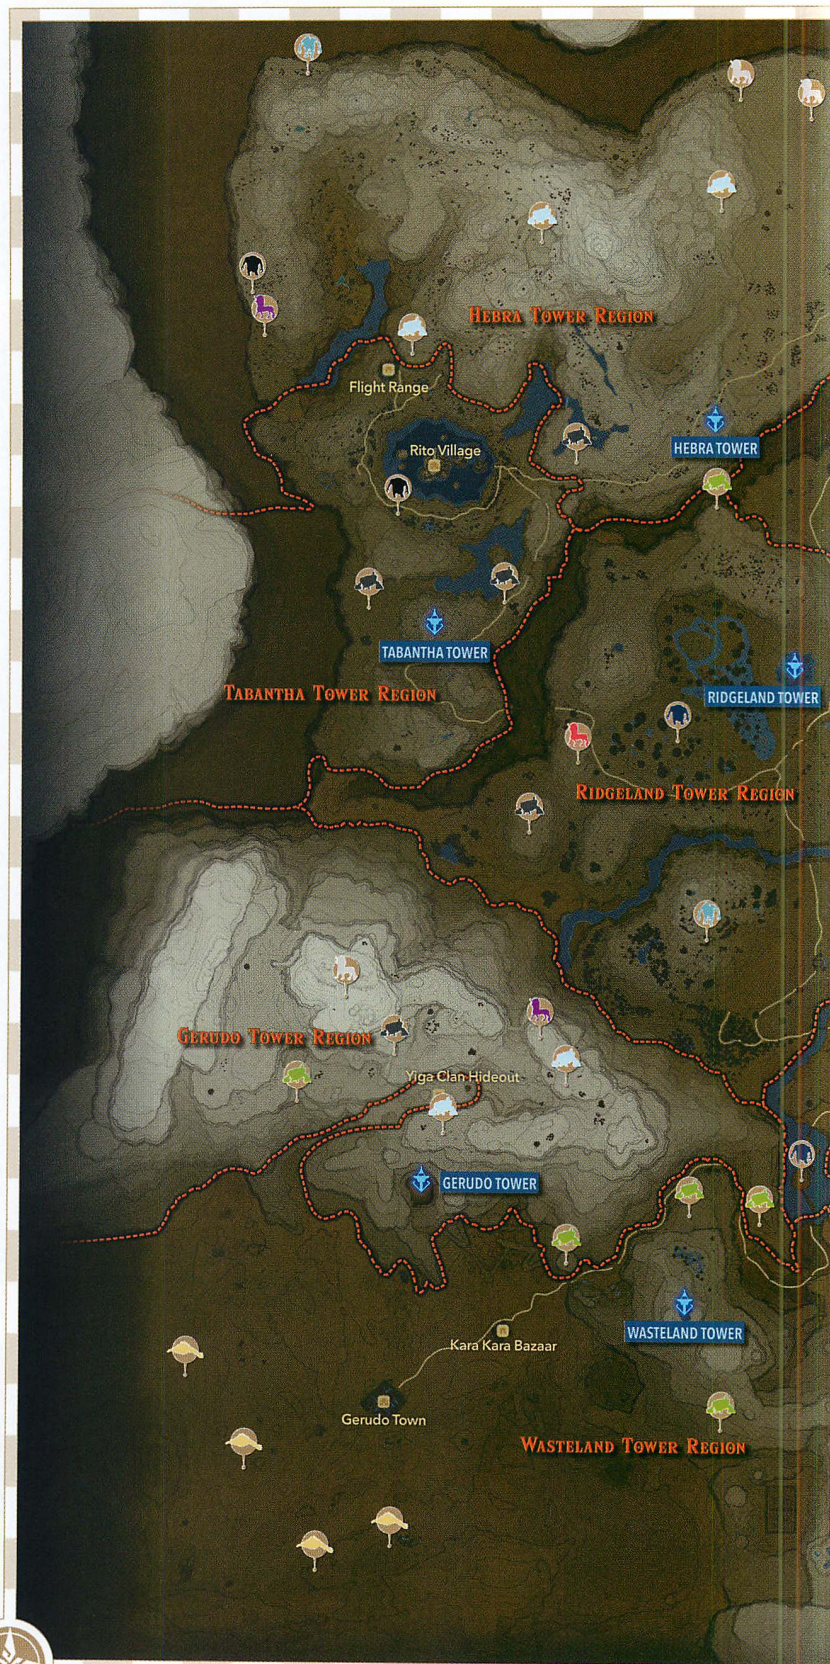 Hebra Tower Region
Flight Range
Rito Village
HEBRA TOWER
TABANTHA TOWER
Tabantha Tower Region
RIDGELAND TOWER
Ridgeland Tower Region
Gerudo Tower Region
Yiga Clan Hideout
GERUDO TOWER
WASTELAND TOWER
Kara Kara Bazaar
Gerudo Town
Wasteland Tower Region